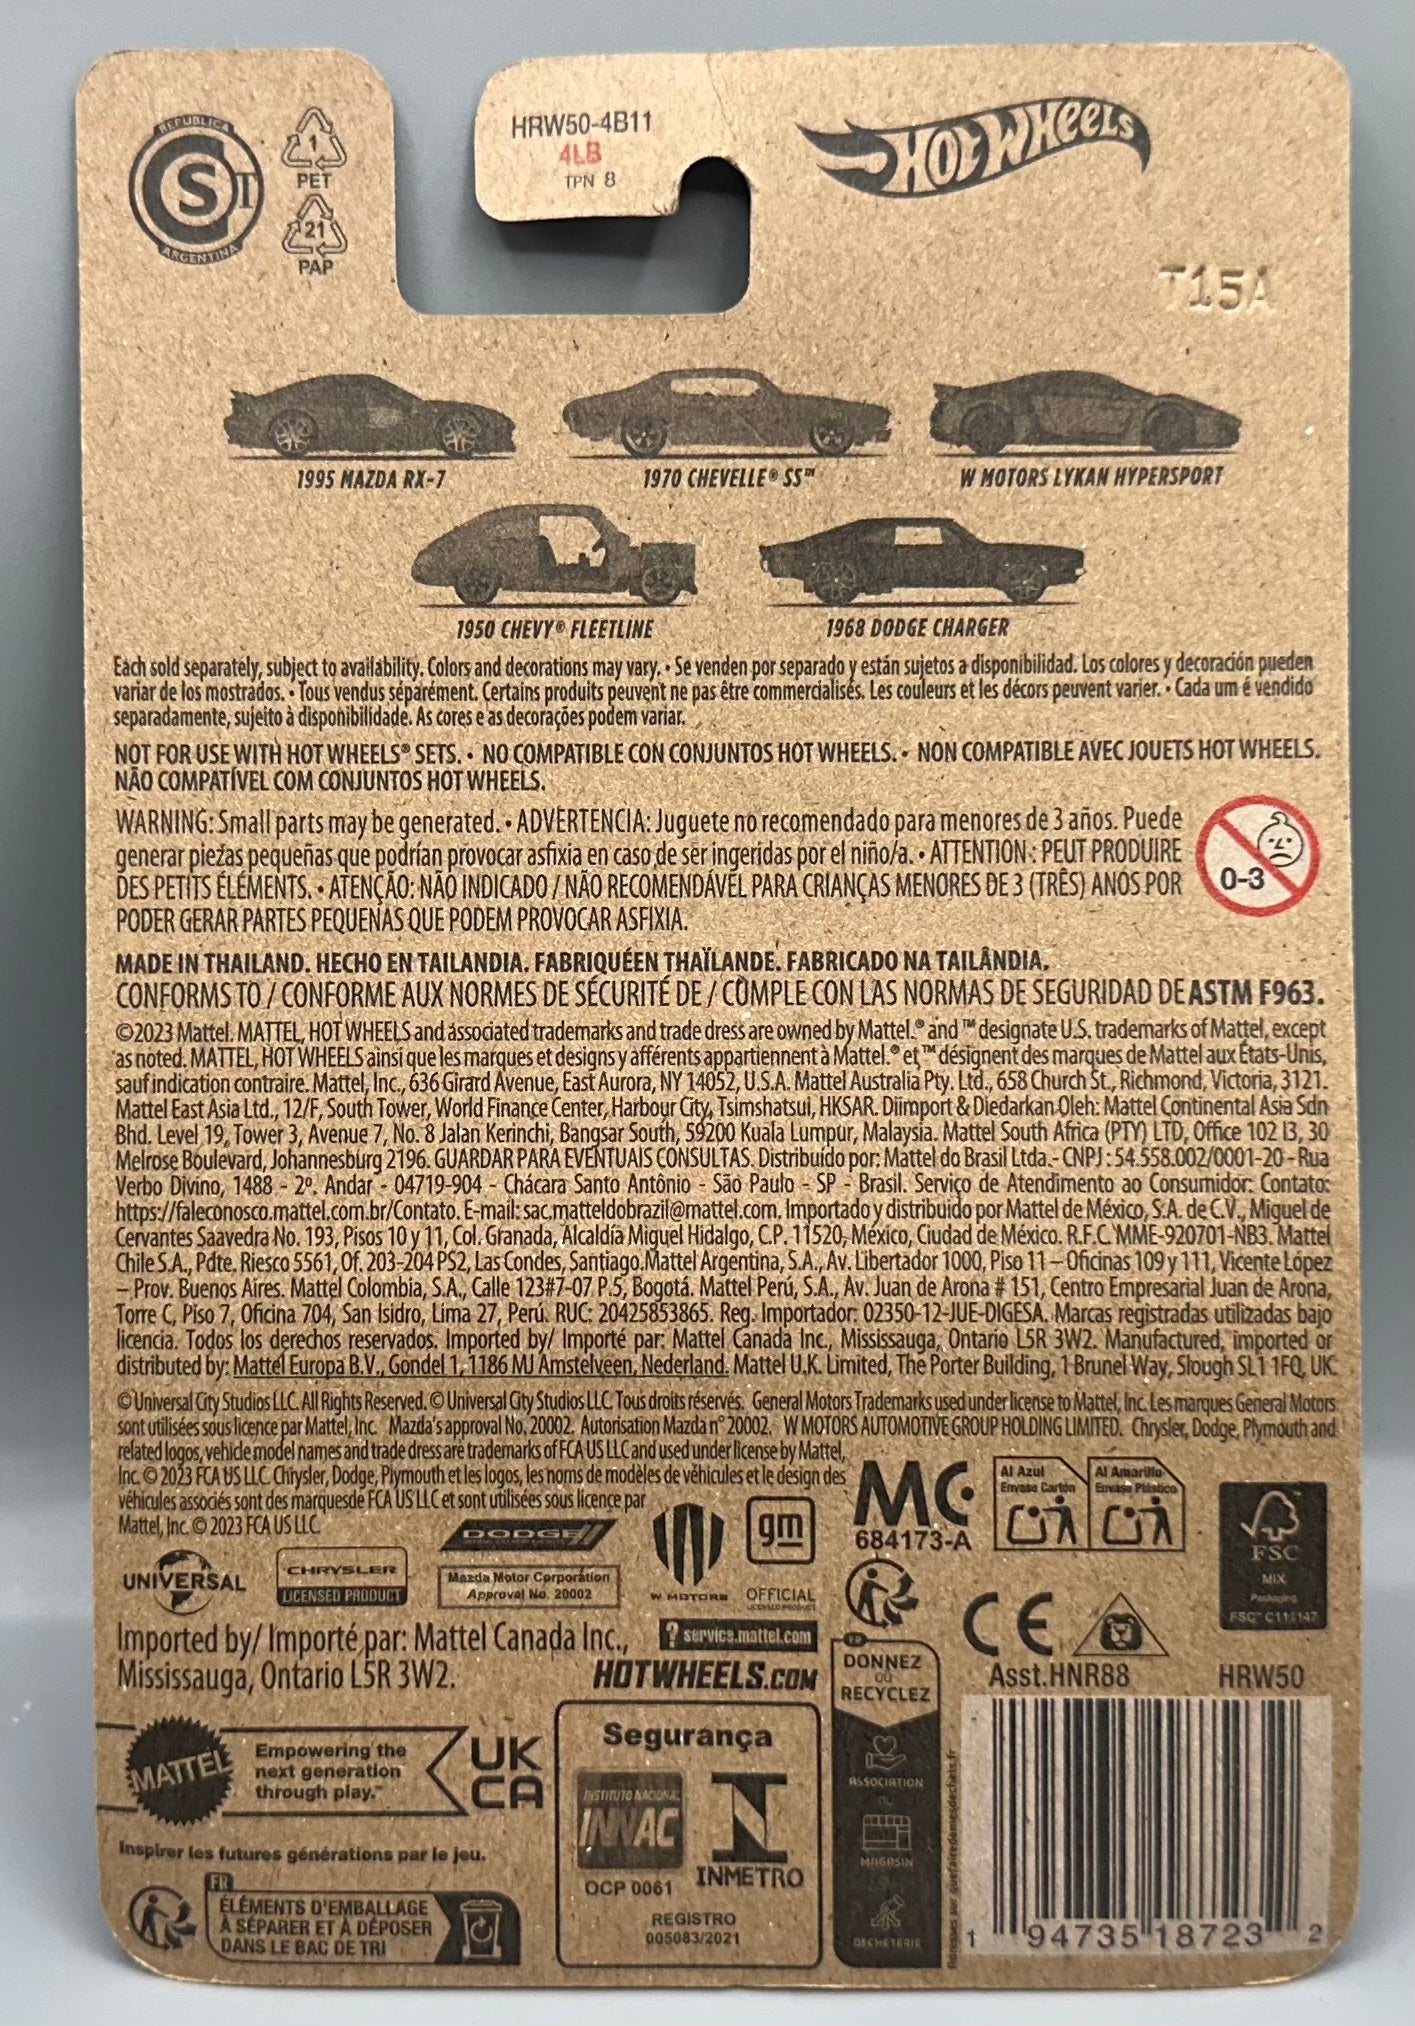 REPUBLICA
CS T
ARGENTINA
1
PET
21
PAP
HRW50-4B11
4LB
TPN 8
HOT WHEELS
T15A
1995 MAZDA RX-7
1970 CHEVELLE® SS™
W MOTORS LYKAN HYPERSPORT
1950 CHEVY® FLEETLINE
1968 DODGE CHARGER
Each sold separately, subject to availability. Colors and decorations may vary. • Se venden por separado y están sujetos a disponibilidad. Los colores y decoración pueden
variar de los mostrados. • Tous vendus séparément. Certains produits peuvent ne pas être commercialisés. Les couleurs et les décors peuvent varier. • Cada um é vendido
separadamente, sujeito à disponibilidade. As cores e as decorações podem variar.
NOT FOR USE WITH HOT WHEELS® SETS. • NO COMPATIBLE CON CONJUNTOS HOT WHEELS. • NON COMPATIBLE AVEC JOUETS HOT WHEELS.
NÃO COMPATÍVEL COM CONJUNTOS HOT WHEELS.
WARNING: Small parts may be generated. • ADVERTENCIA: Juguete no recomendado para menores de 3 años. Puede
generar piezas pequeñas que podrían provocar asfixia en caso de ser ingeridas por el niño/a. • ATTENTION : PEUT PRODUIRE
DES PETITS ÉLÉMENTS. • ATENÇÃO: NÃO INDICADO / NÃO RECOMENDÁVEL PARA CRIANÇAS MENORES DE 3 (TRÊS) ANOS POR
PODER GERAR PARTES PEQUENAS QUE PODEM PROVOCAR ASFIXIA.
0-3
MADE IN THAILAND. HECHO EN TAILANDIA. FABRIQUÉEN THAÏLANDE. FABRICADO NA TAILÂNDIA.
CONFORMS TO / CONFORME AUX NORMES DE SÉCURITÉ DE / CUMPLE CON LAS NORMAS DE SEGURIDAD DE ASTM F963.
©2023 Mattel. MATTEL, HOT WHEELS and associated trademarks and trade dress are owned by Mattel.® and ™ designate U.S. trademarks of Mattel, except
as noted. MATTEL, HOT WHEELS ainsi que les marques et designs y afférents appartiennent à Mattel.® et ™ désignent des marques de Mattel aux États-Unis,
sauf indication contraire. Mattel, Inc., 636 Girard Avenue, East Aurora, NY 14052, U.S.A. Mattel Australia Pty. Ltd., 658 Church St., Richmond, Victoria, 3121.
Mattel East Asia Ltd., 12/F, South Tower, World Finance Center, Harbour City, Tsimshatsui, HKSAR. Diimport & Diedarkan Oleh: Mattel Continental Asia Sdn
Bhd. Level 19, Tower 3, Avenue 7, No. 8 Jalan Kerinchi, Bangsar South, 59200 Kuala Lumpur, Malaysia. Mattel South Africa (PTY) LTD, Office 102 I3, 30
Melrose Boulevard, Johannesburg 2196. GUARDAR PARA EVENTUAIS CONSULTAS. Distribuído por: Mattel do Brasil Ltda.- CNPJ : 54.558.002/0001-20 - Rua
Verbo Divino, 1488 - 2º. Andar - 04719-904 - Chácara Santo Antônio - São Paulo - SP - Brasil. Serviço de Atendimento ao Consumidor: Contato:
https://faleconosco.mattel.com.br/Contato. E-mail: sac.matteldobrazil@mattel.com. Importado y distribuido por Mattel de México, S.A. de C.V., Miguel de
Cervantes Saavedra No. 193, Pisos 10 y 11, Col. Granada, Alcaldía Miguel Hidalgo, C.P. 11520, México, Ciudad de México. R.F.C. MME-920701-NB3. Mattel
Chile S.A., Pdte. Riesco 5561, Of. 203-204 PS2, Las Condes, Santiago. Mattel Argentina, S.A., Av. Libertador 1000, Piso 11 – Oficinas 109 y 111, Vicente López
– Prov. Buenos Aires. Mattel Colombia, S.A., Calle 123#7-07 P.5, Bogotá. Mattel Perú, S.A., Av. Juan de Arona # 151, Centro Empresarial Juan de Arona,
Torre C, Piso 7, Oficina 704, San Isidro, Lima 27, Perú. RUC: 20425853865. Reg. Importador: 02350-12-JUE-DIGESA. Marcas registradas utilizadas bajo
licencia. Todos los derechos reservados. Imported by/ Importé par: Mattel Canada Inc., Mississauga, Ontario L5R 3W2. Manufactured, imported or
distributed by: Mattel Europa B.V., Gondel 1, 1186 MJ Amstelveen, Nederland. Mattel U.K. Limited, The Porter Building, 1 Brunel Way, Slough SL1 1FQ, UK.
© Universal City Studios LLC. All Rights Reserved. © Universal City Studios LLC. Tous droits réservés. General Motors Trademarks used under license to Mattel, Inc. Les marques General Motors
sont utilisées sous licence par Mattel, Inc. Mazda's approval No. 20002. Autorisation Mazda n° 20002. W MOTORS AUTOMOTIVE GROUP HOLDING LIMITED. Chrysler, Dodge, Plymouth and
related logos, vehicle model names and trade dress are trademarks of FCA US LLC and used under license by Mattel,
Inc. © 2023 FCA US LLC. Chrysler, Dodge, Plymouth et les logos, les noms de modèles de véhicules et le design des
véhicules associés sont des marquesde FCA US LLC et sont utilisées sous licence par
Mattel, Inc. © 2023 FCA US LLC.
UNIVERSAL
CHRYSLER
LICENSED PRODUCT
DODGE
Mazda Motor Corporation
Approval No. 20002
W MOTORS
gm
OFFICIAL
LICENSED PRODUCT
MC
684173-A
Al Azul
Envase Cartón
Al Amarillo
Envase Plástico
FSC
MIX
Packaging
FSC® C111147
CE
Imported by/ Importé par: Mattel Canada Inc.,
Mississauga, Ontario L5R 3W2.
? service.mattel.com
HOTWHEELS.COM
FR
DONNEZ
OU
RECYCLEZ
ASSOCIATION
OU
MAGASIN
OU
DECHETERIE
Asst.HNR88
HRW50
MATTEL
Empowering the
next generation
through play.™
UK
CA
Inspirer les futures générations par le jeu.
FR
ÉLÉMENTS D'EMBALLAGE
À SÉPARER ET À DÉPOSER
DANS LE BAC DE TRI
Segurança
INSTITUTO NACIONAL
INNAC
OCP 0061
INMETRO
REGISTRO
005083/2021
1 94735 18723 2